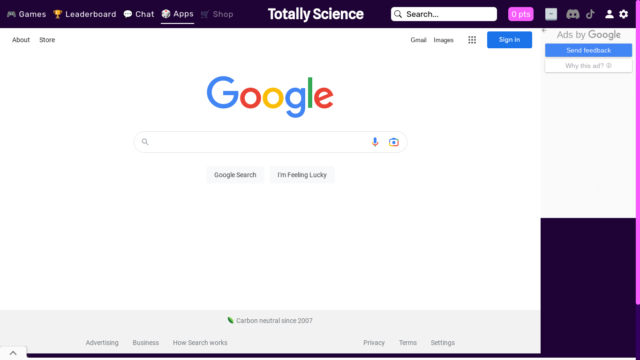 🎮 Games 🏆 Leaderboard 💬 Chat 🎲 Apps 🛒 Shop Totally Science Search... 0 pts
About Store Gmail Images Sign in
Ads by Google
Send feedback
Why this ad?
Google
Google Search I'm Feeling Lucky
Carbon neutral since 2007
Advertising Business How Search works Privacy Terms Settings